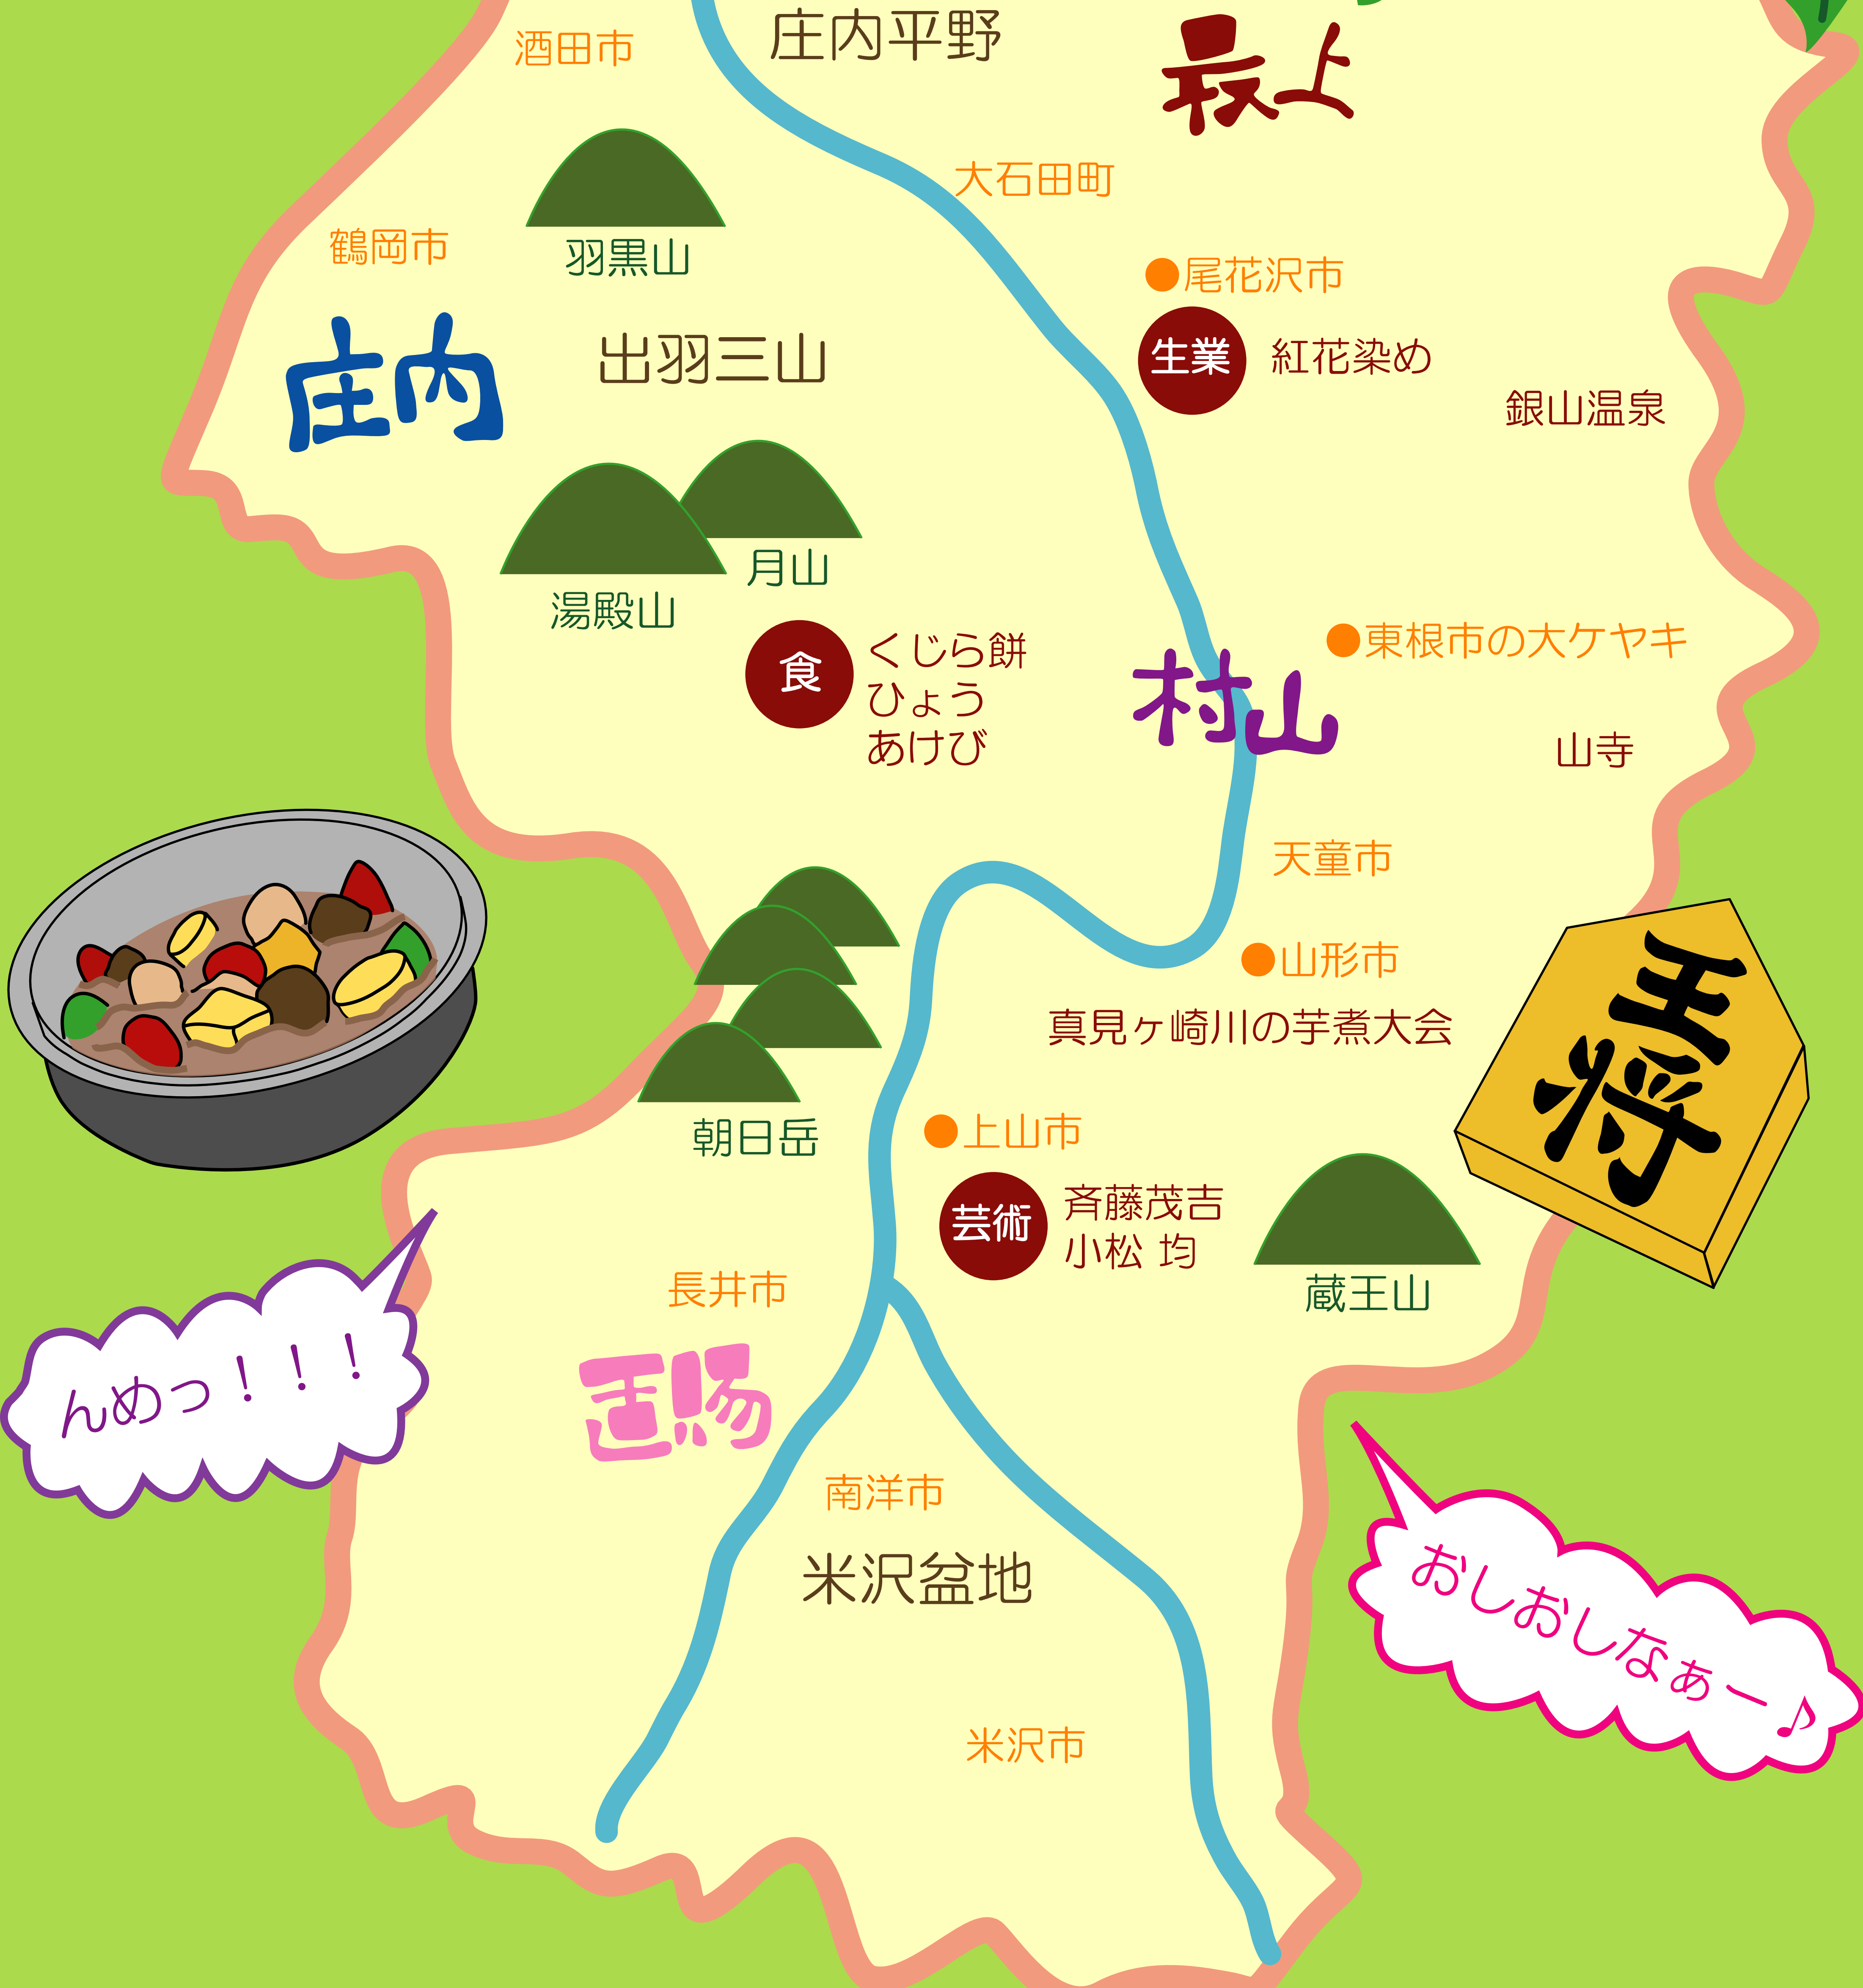 酒田市
庄内平野
最上
大石田町
鶴岡市
羽黒山
尾花沢市
庄内
出羽三山
生業
紅花染め
銀山温泉
月山
湯殿山
食
くじら餅
ひょう
あけび
村山
東根市の大ケヤキ
山寺
天童市
山形市
真見ヶ崎川の芋煮大会
王将
朝日岳
上山市
芸術
斉藤茂吉
小松 均
蔵王山
長井市
んめっ！！！
置賜
南洋市
米沢盆地
おしおしなぁー♪
米沢市